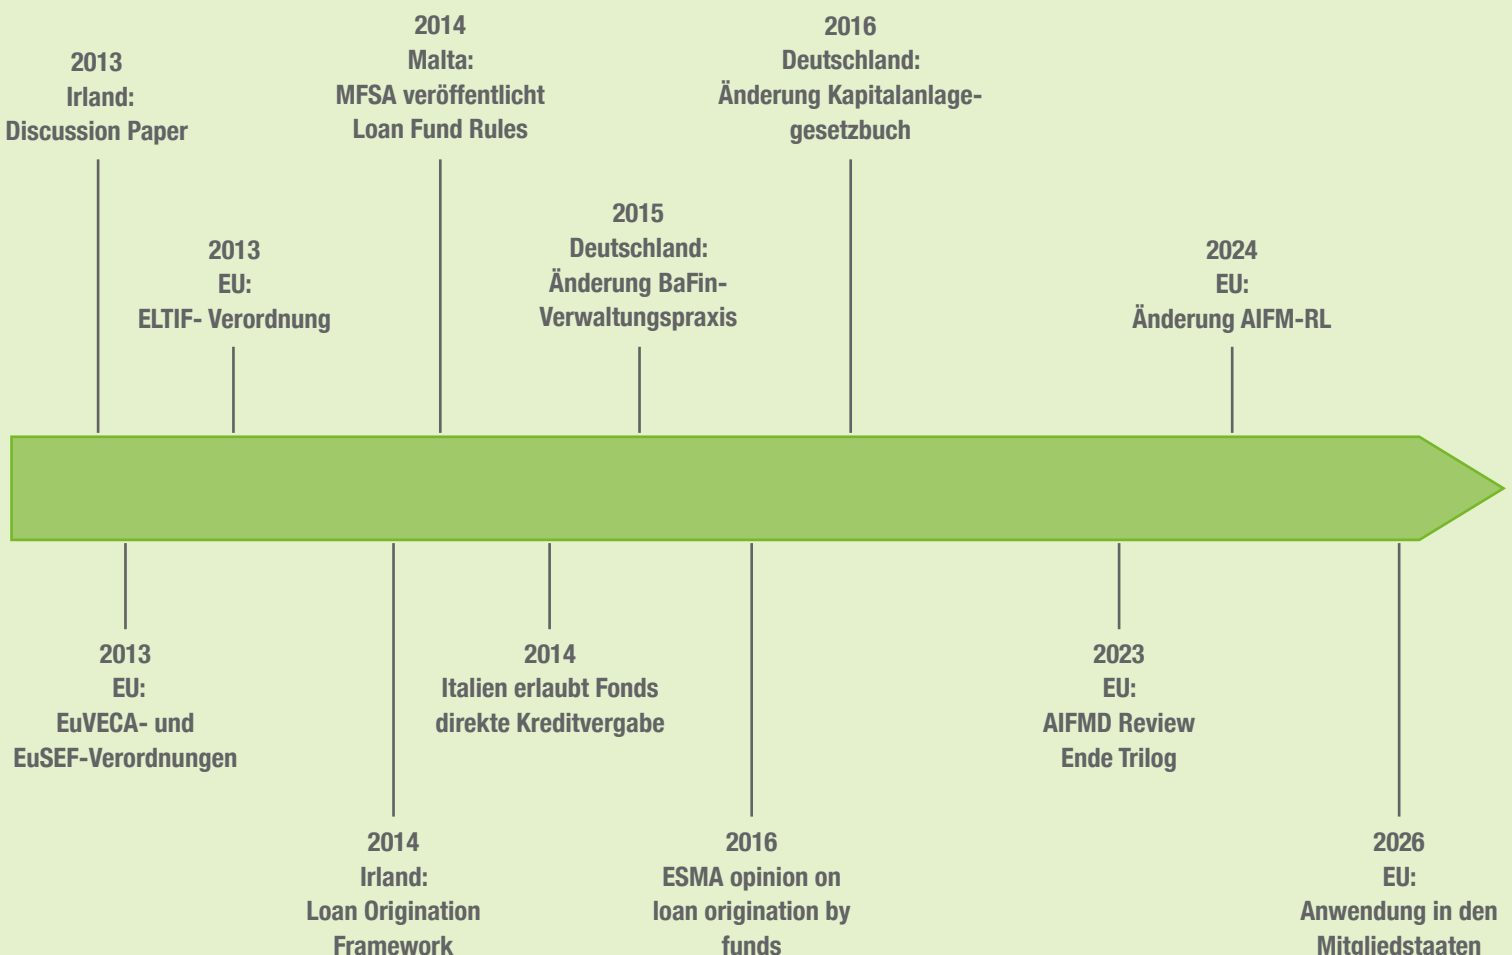 2013
Irland:
Discussion Paper
2013
EU:
ELTIF- Verordnung
2014
Malta:
MFSA veröffentlicht
Loan Fund Rules
2015
Deutschland:
Änderung BaFin-
Verwaltungspraxis
2016
Deutschland:
Änderung Kapitalanlage-
gesetzbuch
2024
EU:
Änderung AIFM-RL
2013
EU:
EuVECA- und
EuSEF-Verordnungen
2014
Irland:
Loan Origination
Framework
2014
Italien erlaubt Fonds
direkte Kreditvergabe
2016
ESMA opinion on
loan origination by
funds
2023
EU:
AIFMD Review
Ende Trilog
2026
EU:
Anwendung in den
Mitgliedstaaten